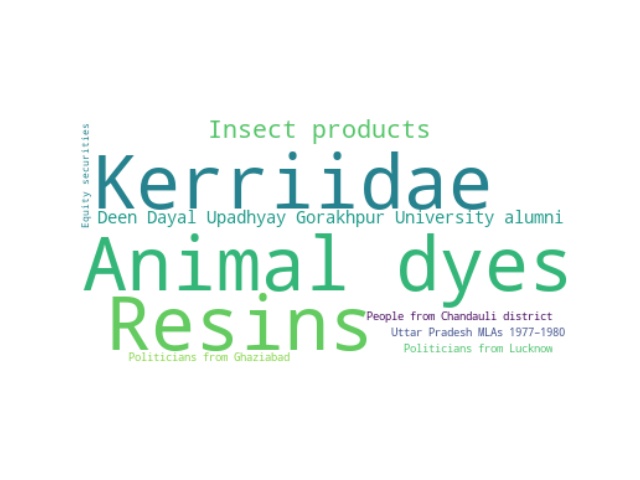 Insect products
Equity securities
Kerriidae
Deen Dayal Upadhyay Gorakhpur University alumni
Animal dyes
Resins
People from Chandauli district
Uttar Pradesh MLAs 1977–1980
Politicians from Lucknow
Politicians from Ghaziabad